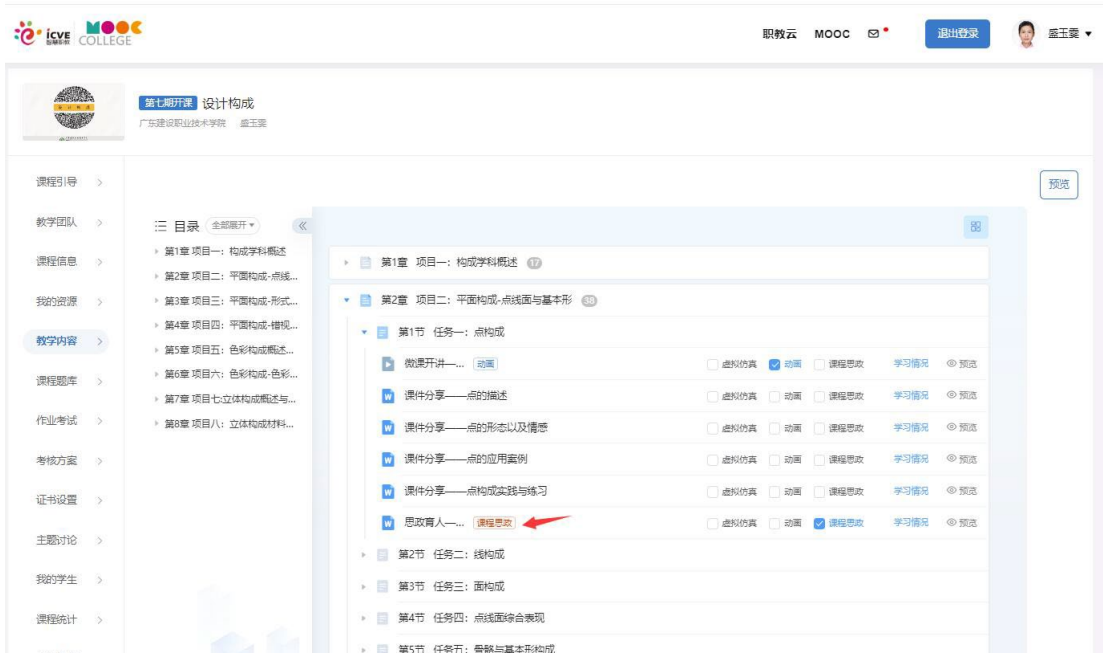 icve 智慧职教 MOOC COLLEGE 职教云 MOOC 退出登录 盛玉雯
第七期开课 设计构成
广东建设职业技术学院 盛玉雯
预览
课程引导
教学团队
课程信息
我的资源
教学内容
课程题库
作业考试
考核方案
证书设置
主题讨论
我的学生
课程统计
目录 全部展开
第1章 项目一：构成学科概述
第2章 项目二：平面构成-点线...
第3章 项目三：平面构成-形式...
第4章 项目四：平面构成-错视...
第5章 项目五：色彩构成概述...
第6章 项目六：色彩构成-色彩...
第7章 项目七:立体构成概述与...
第8章 项目八：立体构成材料...
第1章 项目一：构成学科概述 17
第2章 项目二：平面构成-点线面与基本形 38
第1节 任务一：点构成
微课开讲—... 动画 虚拟仿真 动画 课程思政 学习情况 预览
课件分享——点的描述 虚拟仿真 动画 课程思政 学习情况 预览
课件分享——点的形态以及情感 虚拟仿真 动画 课程思政 学习情况 预览
课件分享——点的应用案例 虚拟仿真 动画 课程思政 学习情况 预览
课件分享——点构成实践与练习 虚拟仿真 动画 课程思政 学习情况 预览
思政育人—... 课程思政 虚拟仿真 动画 课程思政 学习情况 预览
第2节 任务二：线构成
第3节 任务三：面构成
第4节 任务四：点线面综合表现
第5节 任务五：骨骼与基本形构成